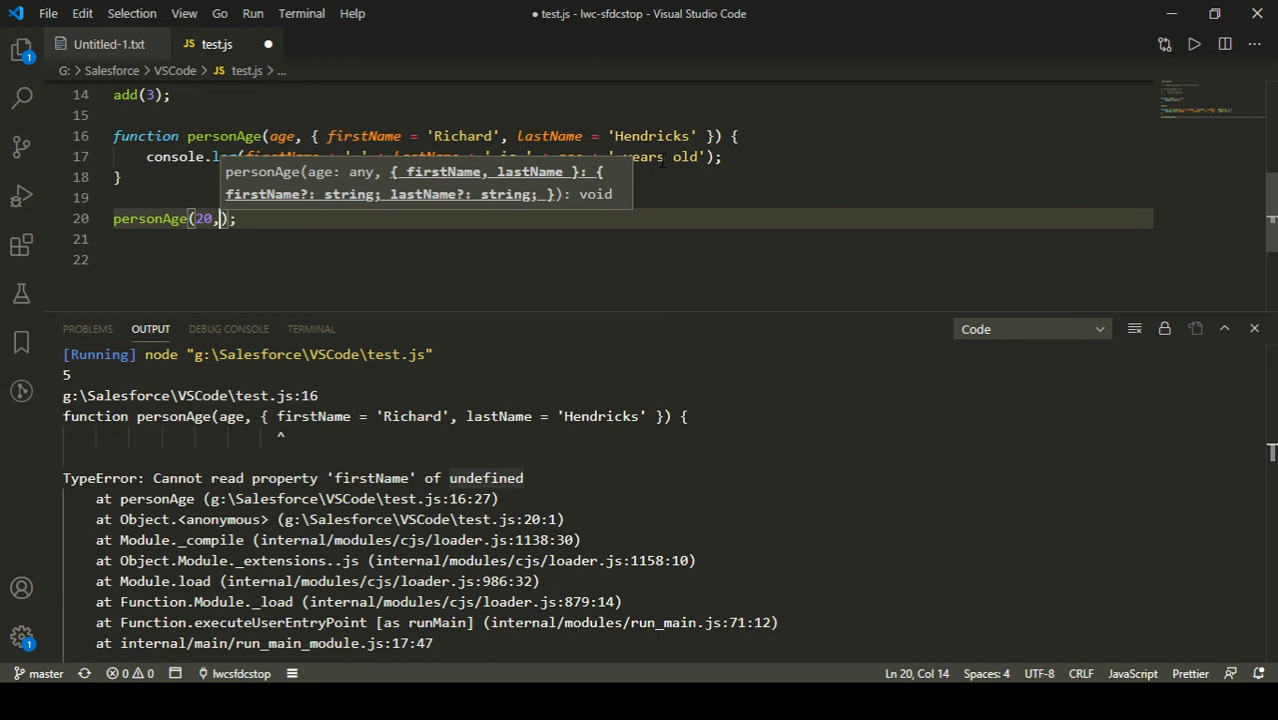 File Edit Selection View Go Run Terminal Help ● test.js - lwc-sfdcstop - Visual Studio Code
Untitled-1.txt JS test.js ●
G: > Salesforce > VSCode > JS test.js > ...
14 add(3);
15
16 function personAge(age, { firstName = 'Richard', lastName = 'Hendricks' }) {
17 console.log(firstName + ' ' + lastName + ' is ' + age + ' years old');
personAge(age: any, { firstName, lastName }: {
18 }
firstName?: string; lastName?: string; }): void
19
20 personAge(20,);
21
22
PROBLEMS OUTPUT DEBUG CONSOLE TERMINAL Code
[Running] node "g:\Salesforce\VSCode\test.js"
5
g:\Salesforce\VSCode\test.js:16
function personAge(age, { firstName = 'Richard', lastName = 'Hendricks' }) {
^
TypeError: Cannot read property 'firstName' of undefined
at personAge (g:\Salesforce\VSCode\test.js:16:27)
at Object.<anonymous> (g:\Salesforce\VSCode\test.js:20:1)
at Module._compile (internal/modules/cjs/loader.js:1138:30)
at Object.Module._extensions..js (internal/modules/cjs/loader.js:1158:10)
at Module.load (internal/modules/cjs/loader.js:986:32)
at Function.Module._load (internal/modules/cjs/loader.js:879:14)
at Function.executeUserEntryPoint [as runMain] (internal/modules/run_main.js:71:12)
at internal/main/run_main_module.js:17:47
master 0 0 lwcsfdcstop Ln 20, Col 14 Spaces: 4 UTF-8 CRLF JavaScript Prettier